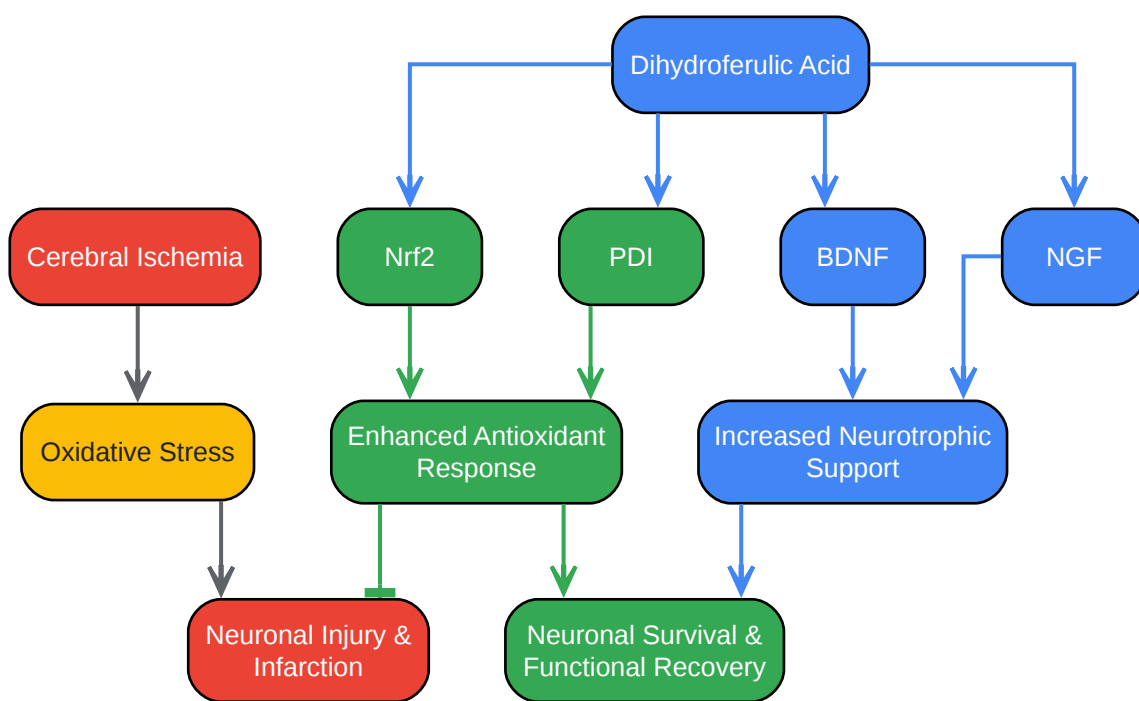 Dihydroferulic Acid
Cerebral Ischemia
Nrf2
PDI
BDNF
NGF
Oxidative Stress
Enhanced Antioxidant
Response
Increased Neurotrophic
Support
Neuronal Injury &
Infarction
Neuronal Survival &
Functional Recovery